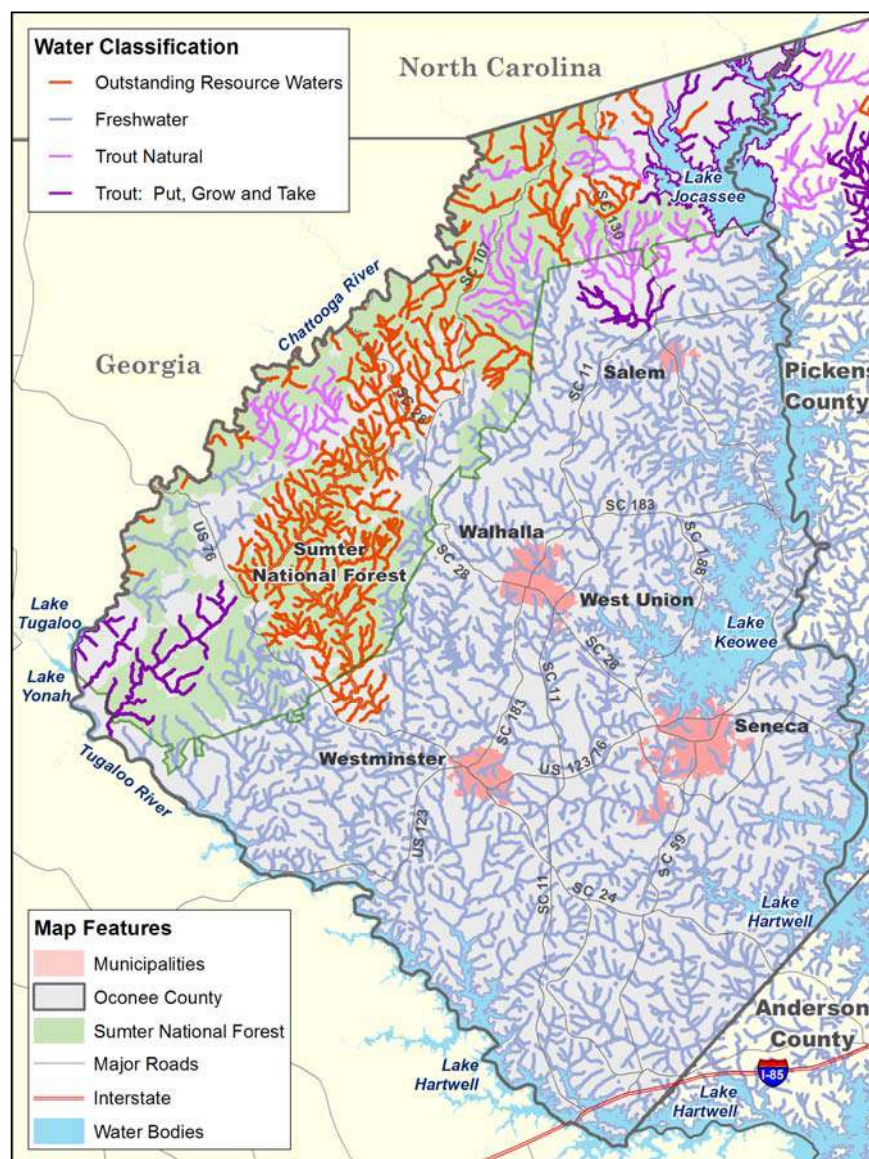 Water Classification
Outstanding Resource Waters
Freshwater
Trout Natural
Trout: Put, Grow and Take
North Carolina
Lake
Jocassee
SC 130
SC 107
Chattooga River
Georgia
SC 11
Salem
Pickens
County
SC 28
US 76
SC 183
Walhalla
SC 188
Sumter
National Forest
SC 28
West Union
Lake
Tugaloo
Lake
Keowee
SC 28
Lake
Yonah
SC 11
SC 183
Seneca
Westminster
US 123/76
Tugaloo River
US 123
SC 59
SC 24
SC 11
Lake
Hartwell
Map Features
Municipalities
Oconee County
Sumter National Forest
Major Roads
Interstate
Water Bodies
Anderson
County
Lake
Hartwell
I-85
Lake
Hartwell